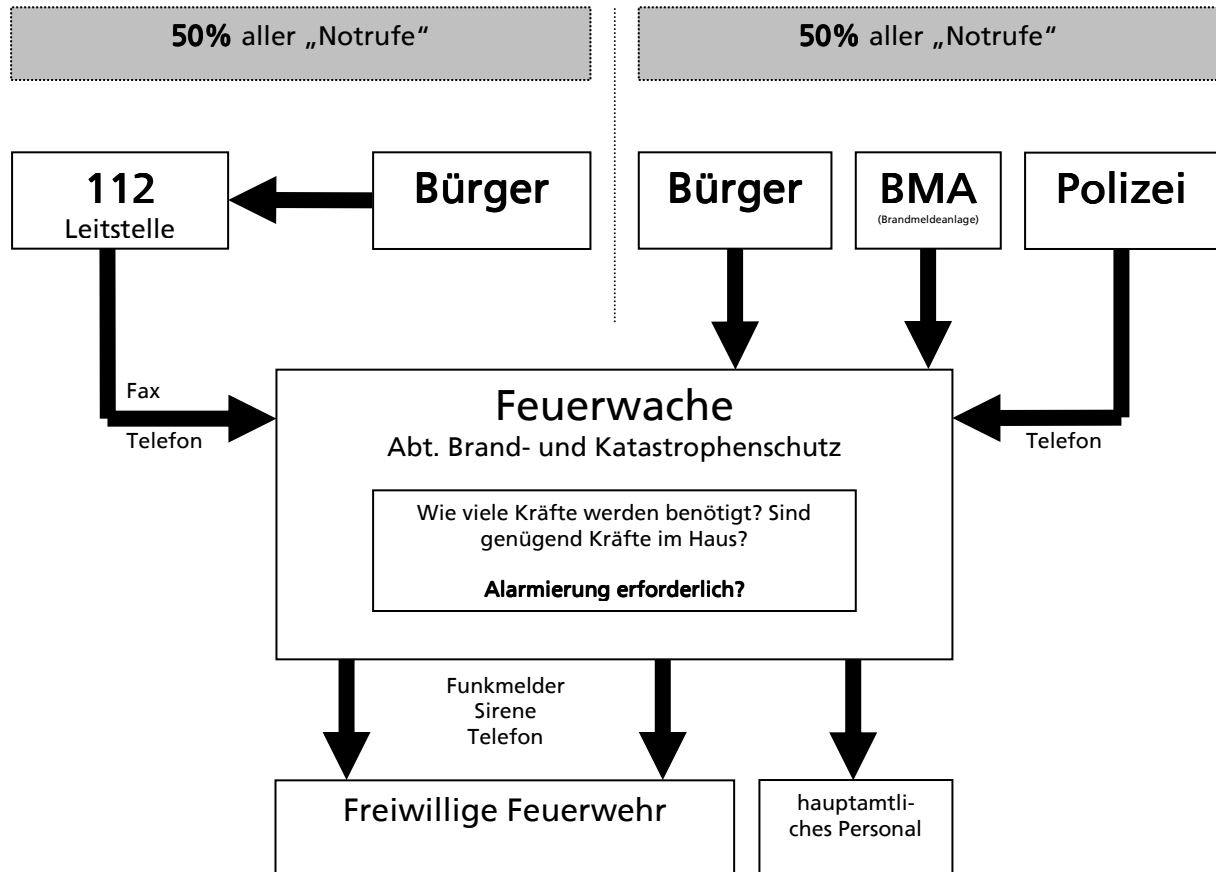 50% aller „Notrufe“
50% aller „Notrufe“
112
Leitstelle
Bürger
Bürger
BMA
(Brandmeldeanlage)
Polizei
Fax
Telefon
Feuerwache
Abt. Brand- und Katastrophenschutz
Telefon
Wie viele Kräfte werden benötigt? Sind
genügend Kräfte im Haus?
Alarmierung erforderlich?
Funkmelder
Sirene
Telefon
Freiwillige Feuerwehr
hauptamtli-
ches Personal